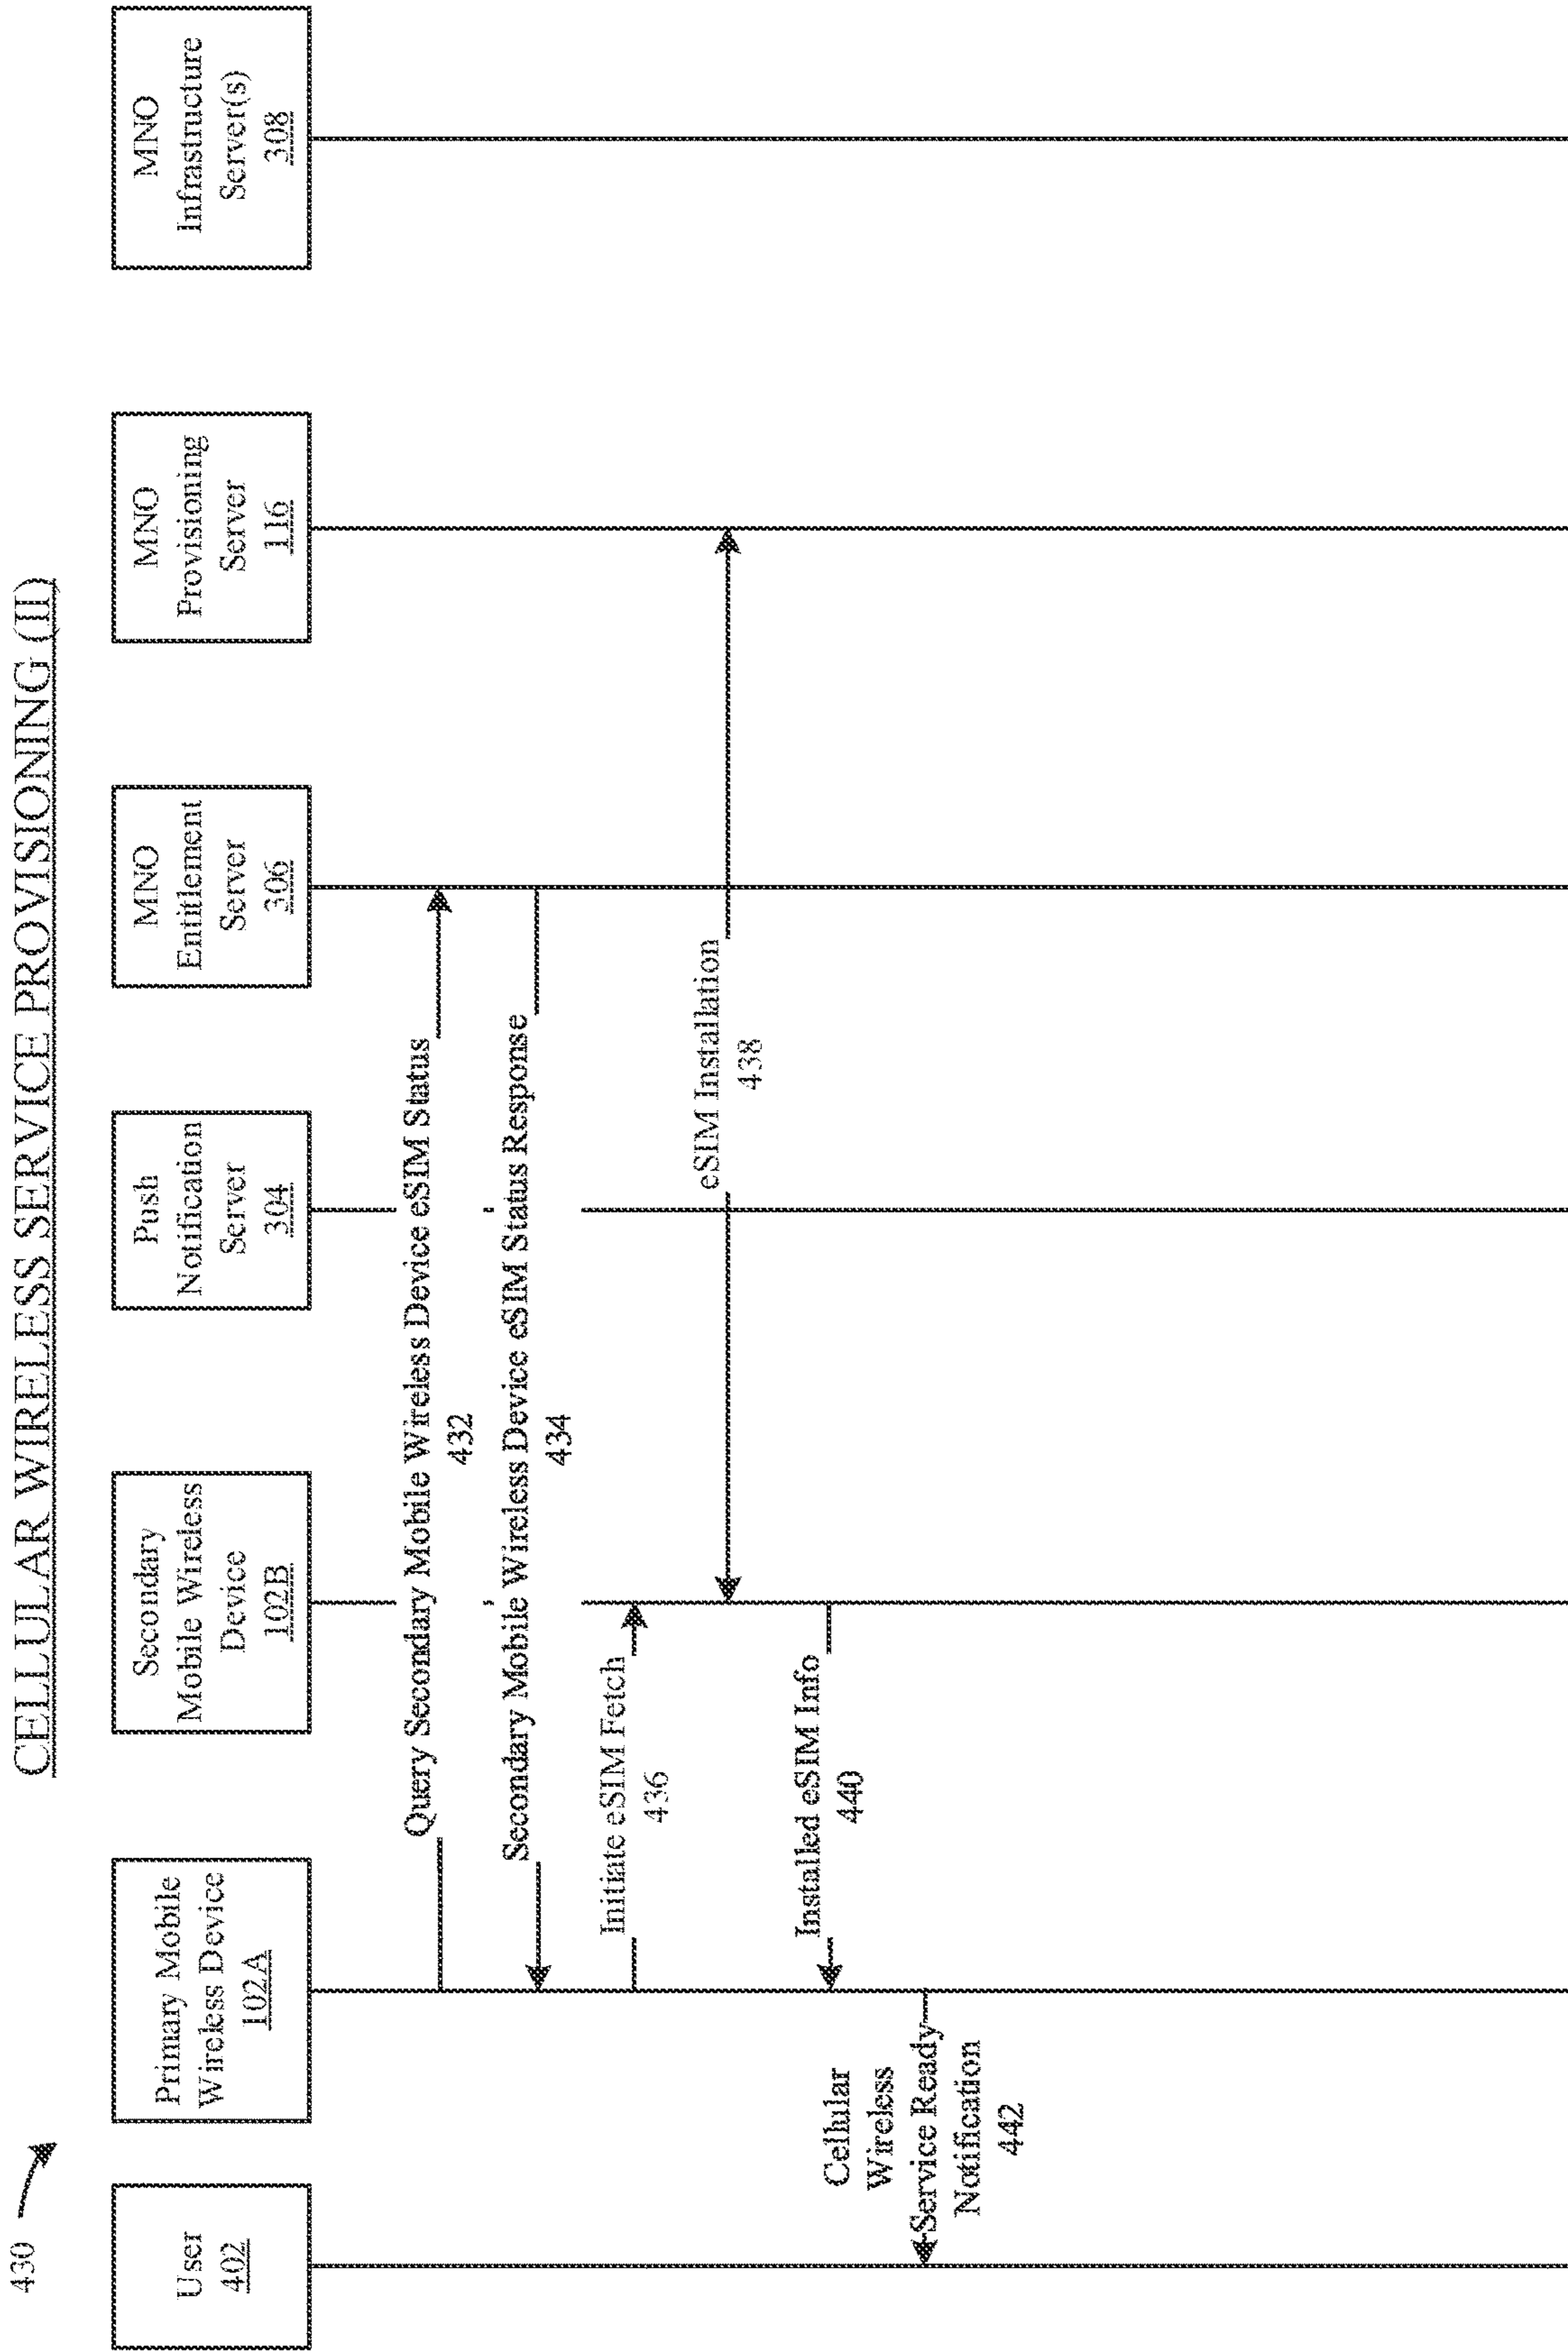 CELLULAR WIRELESS SERVICE PROVISIONING (II)
430
User
402
Primary Mobile
Wireless Device
102A
Secondary
Mobile Wireless
Device
102B
Push
Notification
Server
304
MNO
Entitlement
Server
306
MNO
Provisioning
Server
116
MNO
Infrastructure
Server(s)
308
Query Secondary Mobile Wireless Device eSIM Status
432
Secondary Mobile Wireless Device eSIM Status Response
434
Initiate eSIM Fetch
436
eSIM Installation
438
Installed eSIM Info
440
Cellular
Wireless
Service Ready
Notification
442